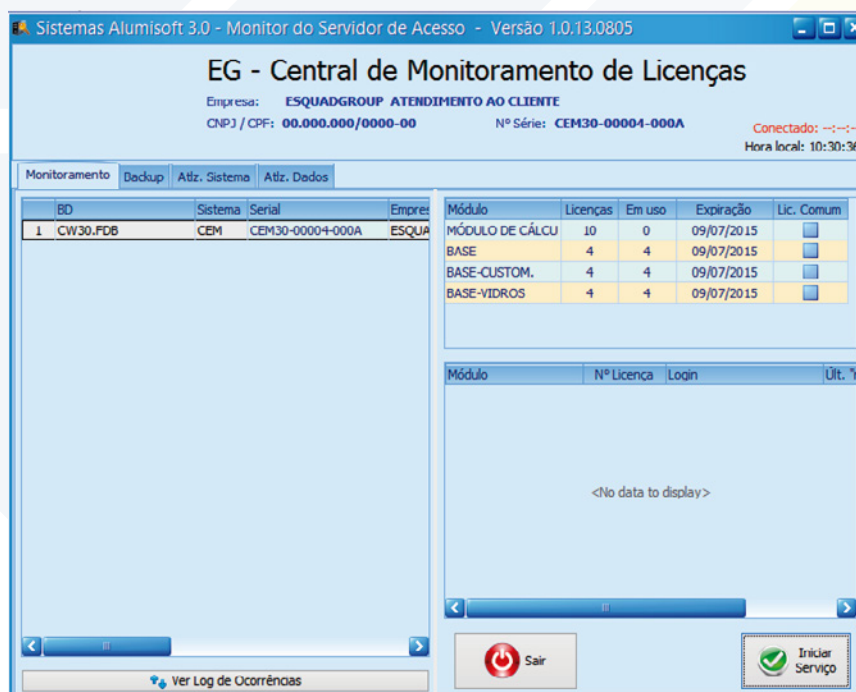 Sistemas Alumisoft 3.0 - Monitor do Servidor de Acesso - Versão 1.0.13.0805
EG - Central de Monitoramento de Licenças
Empresa: ESQUADGROUP ATENDIMENTO AO CLIENTE
CNPJ / CPF: 00.000.000/0000-00 Nº Série: CEM30-00004-000A
Conectado: --:--:-
Hora local: 10:30:36
Monitoramento Backup Atlz. Sistema Atlz. Dados
BD Sistema Serial Empres
1 CW30.FDB CEM CEM30-00004-000A ESQUA
Módulo Licenças Em uso Expiração Lic. Comum
MÓDULO DE CÁLCU 10 0 09/07/2015
BASE 4 4 09/07/2015
BASE-CUSTOM. 4 4 09/07/2015
BASE-VIDROS 4 4 09/07/2015
Módulo Nº Licença Login Últ. "r
<No data to display>
Sair
Iniciar
Serviço
Ver Log de Ocorrências